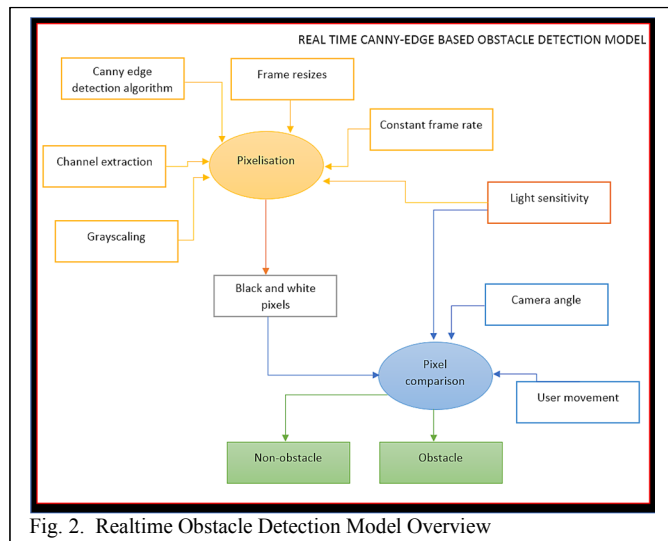 REAL TIME CANNY-EDGE BASED OBSTACLE DETECTION MODEL
Canny edge
detection algorithm
Frame resizes
Constant frame rate
Channel extraction
Pixelisation
Light sensitivity
Grayscaling
Black and white
pixels
Camera angle
Pixel
comparison
User movement
Non-obstacle
Obstacle
Fig. 2. Realtime Obstacle Detection Model Overview